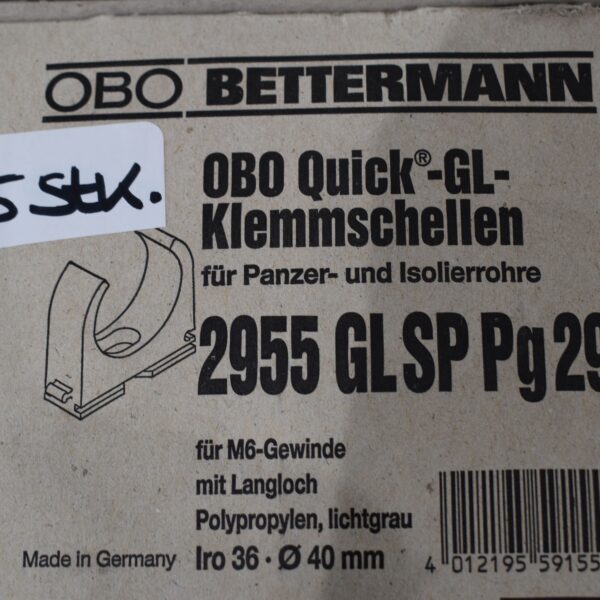 OBO BETTERMANN
5 Stk.
OBO Quick®-GL-
Klemmschellen
für Panzer- und Isolierrohre
2955 GL SP Pg 29
für M6-Gewinde
mit Langloch
Polypropylen, lichtgrau
Made in Germany
Iro 36 · Ø 40 mm
4 012195 59155